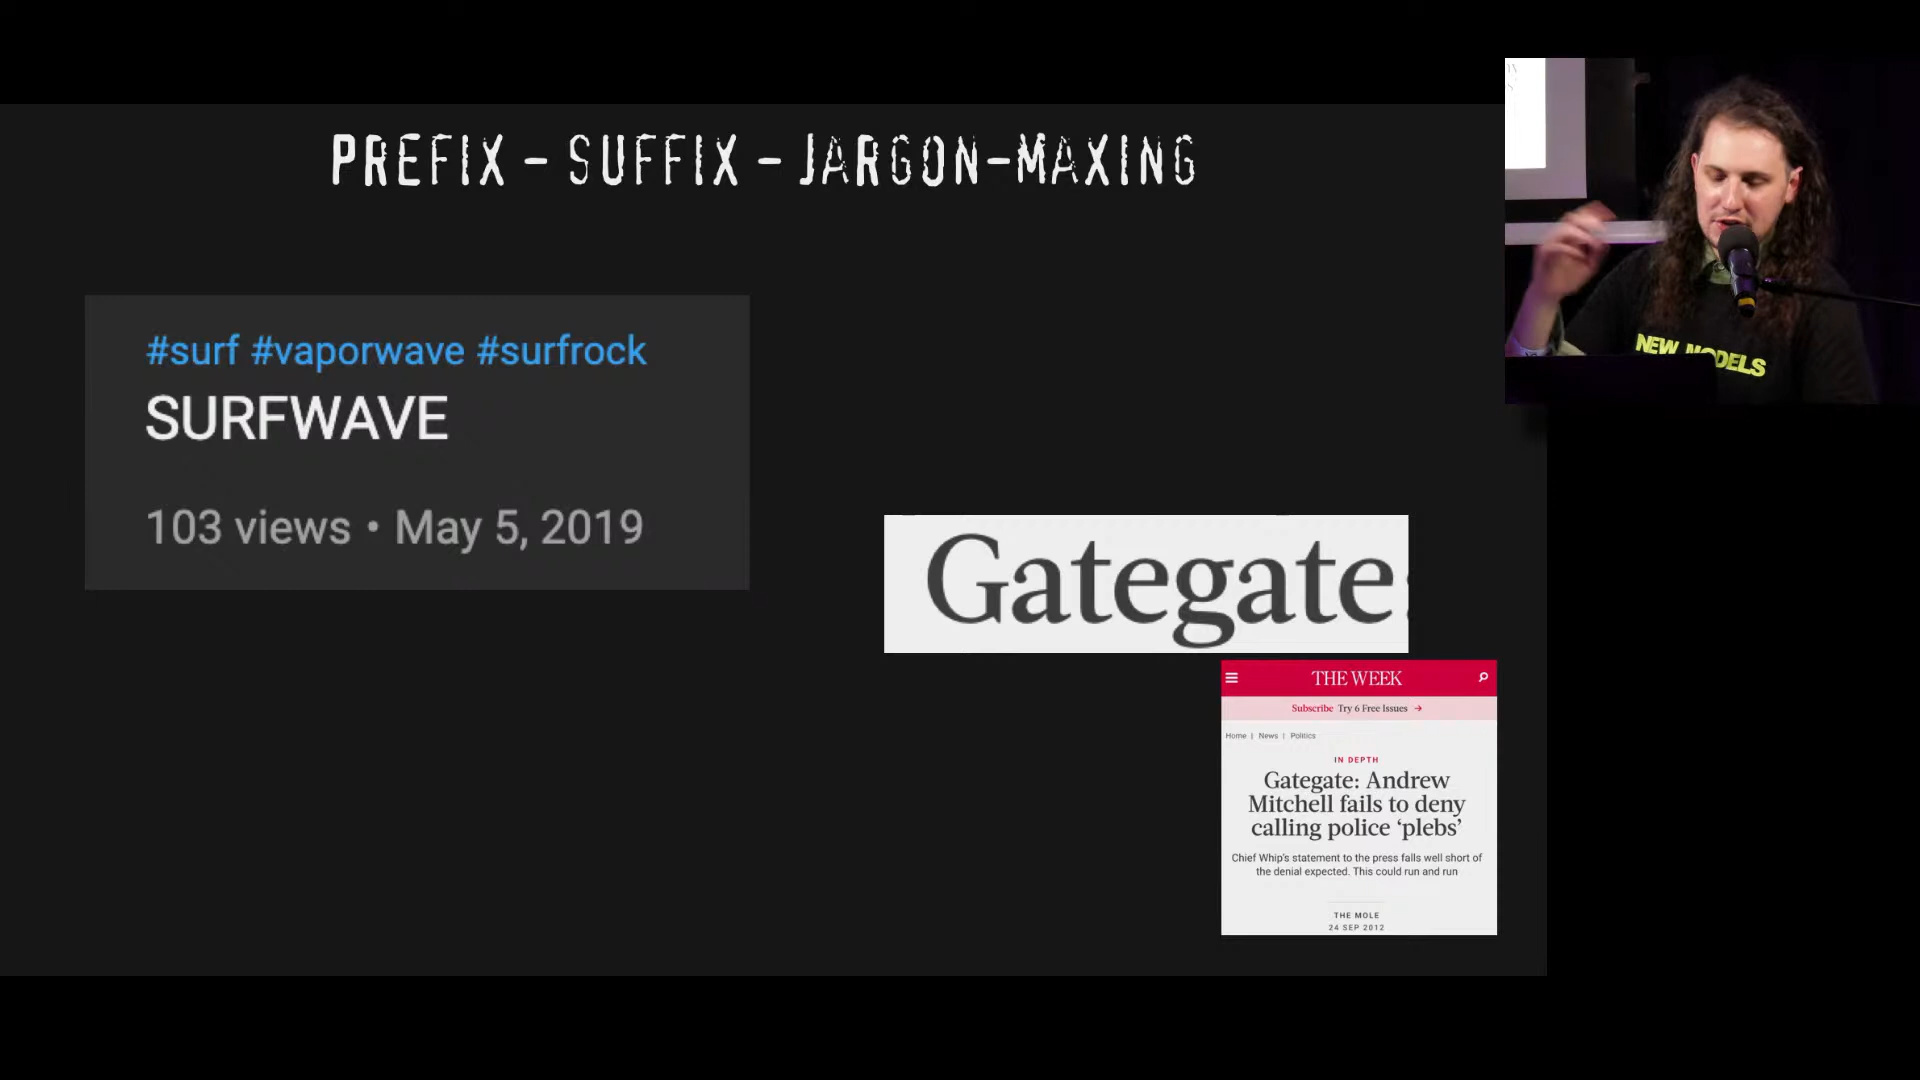 PREFIX – SUFFIX – JARGON-MAXING
#surf #vaporwave #surfrock
SURFWAVE
103 views • May 5, 2019
Gategate:
THE WEEK
Subscribe Try 6 Free Issues →
Home | News | Politics
IN DEPTH
Gategate: Andrew
Mitchell fails to deny
calling police ‘plebs’
Chief Whip's statement to the press falls well short of
the denial expected. This could run and run
THE MOLE
24 SEP 2012
NEW MODELS